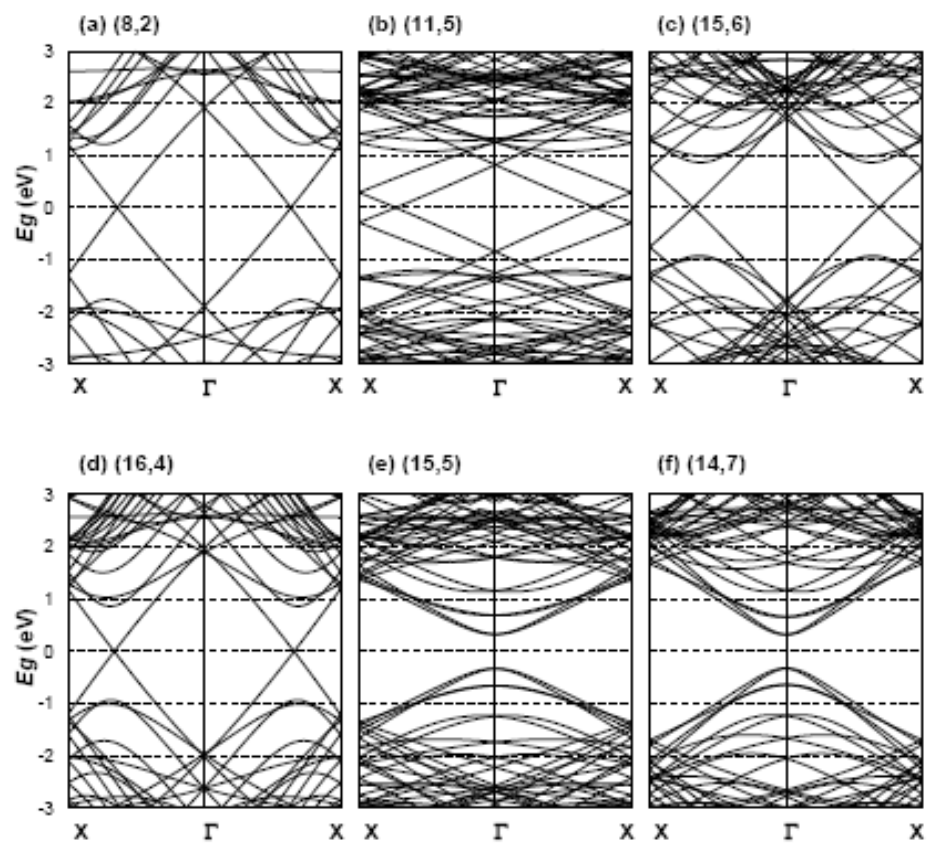 (a) (8,2)
(b) (11,5)
(c) (15,6)
3
2
1
0
-1
-2
-3
Eg (eV)
X Γ X
X Γ X
X Γ X
(d) (16,4)
(e) (15,5)
(f) (14,7)
3
2
1
0
-1
-2
-3
Eg (eV)
X Γ X
X Γ X
X Γ X